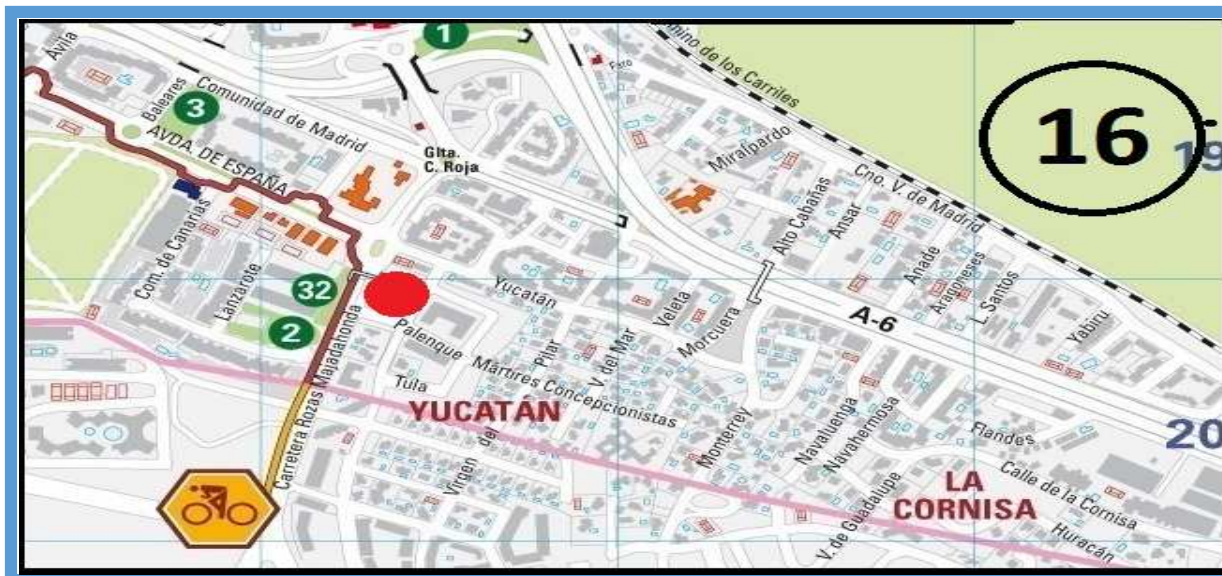 1
Ávila
Baleares
3
Comunidad de Madrid
AVDA. DE ESPAÑA
Glta.
C. Roja
Camino de los Carriles
Miralpardo
Cno. V. de Madrid
16
19
Alto Cabañas
Ansar
Anade
Aragoneses
L. Santos
Yabiru
A-6
Com. de Canarias
Lanzarote
32
2
Yucatán
Palenque
Mártires Concepcionistas
Pilar
V. del Mar
Veleta
Morcuera
Tula
YUCATÁN
Carretera Rozas Majadahonda
Virgen del
Monterrey
Navaluenga
Navahermosa
V. de Guadalupe
Flandes
Calle de la Cornisa
LA
CORNISA
Huracán
20